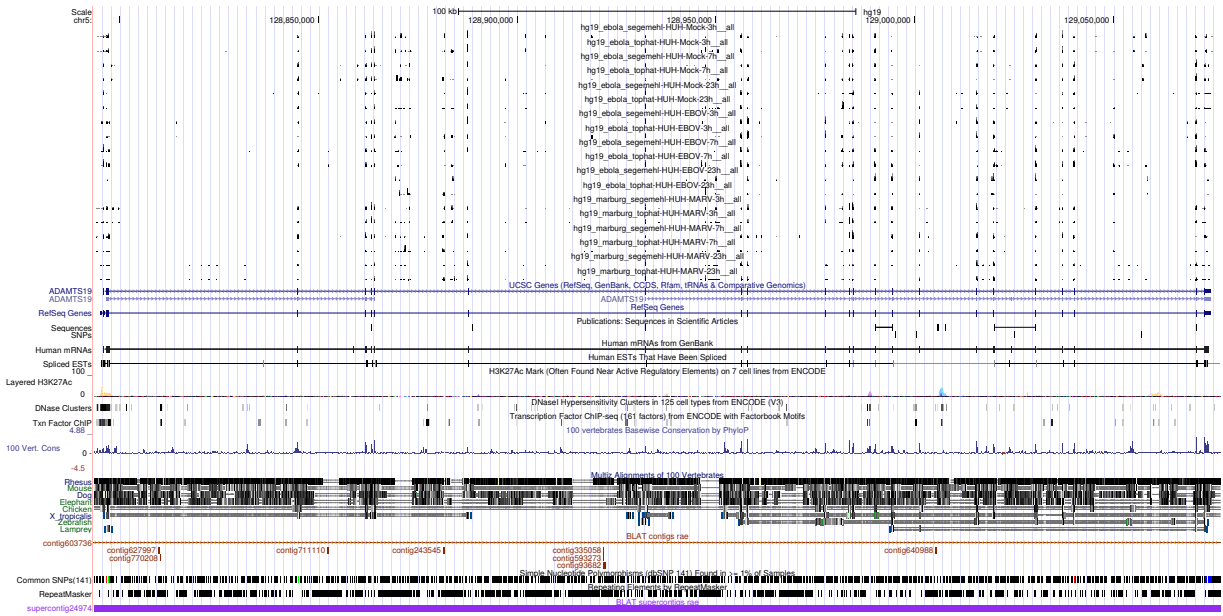 Scale 100 kb hg19
chr5: 128,850,000 128,900,000 128,950,000 129,000,000 129,050,000
hg19_ebola_segemehl-HUH-Mock-3h__all
hg19_ebola_tophat-HUH-Mock-3h__all
hg19_ebola_segemehl-HUH-Mock-7h__all
hg19_ebola_tophat-HUH-Mock-7h__all
hg19_ebola_segemehl-HUH-Mock-23h__all
hg19_ebola_tophat-HUH-Mock-23h__all
hg19_ebola_segemehl-HUH-EBOV-3h__all
hg19_ebola_tophat-HUH-EBOV-3h__all
hg19_ebola_segemehl-HUH-EBOV-7h__all
hg19_ebola_tophat-HUH-EBOV-7h__all
hg19_ebola_segemehl-HUH-EBOV-23h__all
hg19_ebola_tophat-HUH-EBOV-23h__all
hg19_marburg_segemehl-HUH-MARV-3h__all
hg19_marburg_tophat-HUH-MARV-3h__all
hg19_marburg_segemehl-HUH-MARV-7h__all
hg19_marburg_tophat-HUH-MARV-7h__all
hg19_marburg_segemehl-HUH-MARV-23h__all
hg19_marburg_tophat-HUH-MARV-23h__all
UCSC Genes (RefSeq, GenBank, CCDS, Rfam, tRNAs & Comparative Genomics)
ADAMTS19
ADAMTS19 ADAMTS19
RefSeq Genes
RefSeq Genes
Publications: Sequences in Scientific Articles
Sequences
SNPs
Human mRNAs from GenBank
Human mRNAs
Human ESTs That Have Been Spliced
Spliced ESTs
H3K27Ac Mark (Often Found Near Active Regulatory Elements) on 7 cell lines from ENCODE
100 _
Layered H3K27Ac
0
DNaseI Hypersensitivity Clusters in 125 cell types from ENCODE (V3)
DNase Clusters
Transcription Factor ChIP-seq (161 factors) from ENCODE with Factorbook Motifs
Txn Factor ChIP
100 vertebrates Basewise Conservation by PhyloP
4.88 _
100 Vert. Cons
0 -
-4.5
Multiz Alignments of 100 Vertebrates
Rhesus
Mouse
Dog
Elephant
Chicken
X_tropicalis
Zebrafish
Lamprey
BLAT contigs rae
contig603736
contig627997 contig711110 contig243545 contig335058 contig640988
contig770208 contig593273
contig93682
Simple Nucleotide Polymorphisms (dbSNP 141) Found in >= 1% of Samples
Common SNPs(141)
Repeating Elements by RepeatMasker
RepeatMasker
BLAT supercontigs rae
supercontig24974